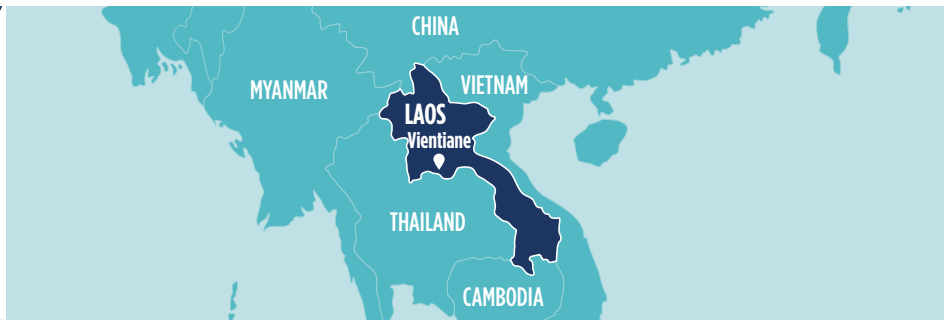 CHINA
MYANMAR
VIETNAM
LAOS
Vientiane
THAILAND
CAMBODIA